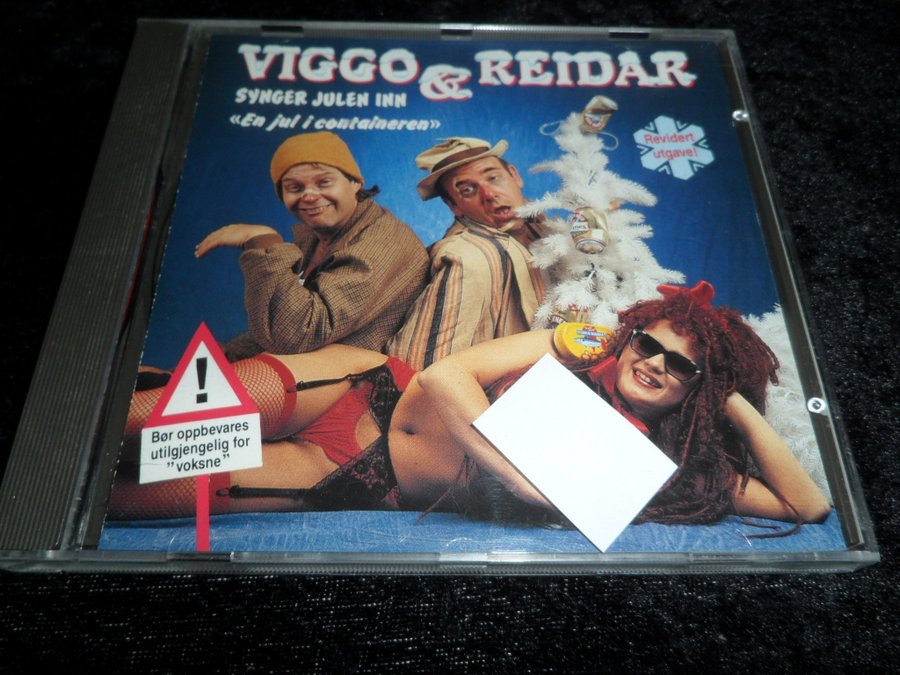 VIGGO & REIDAR
SYNGER JULEN INN
«En jul i containeren»
Revidert
utgave!
!
Bør oppbevares
utilgjengelig for
"voksne"